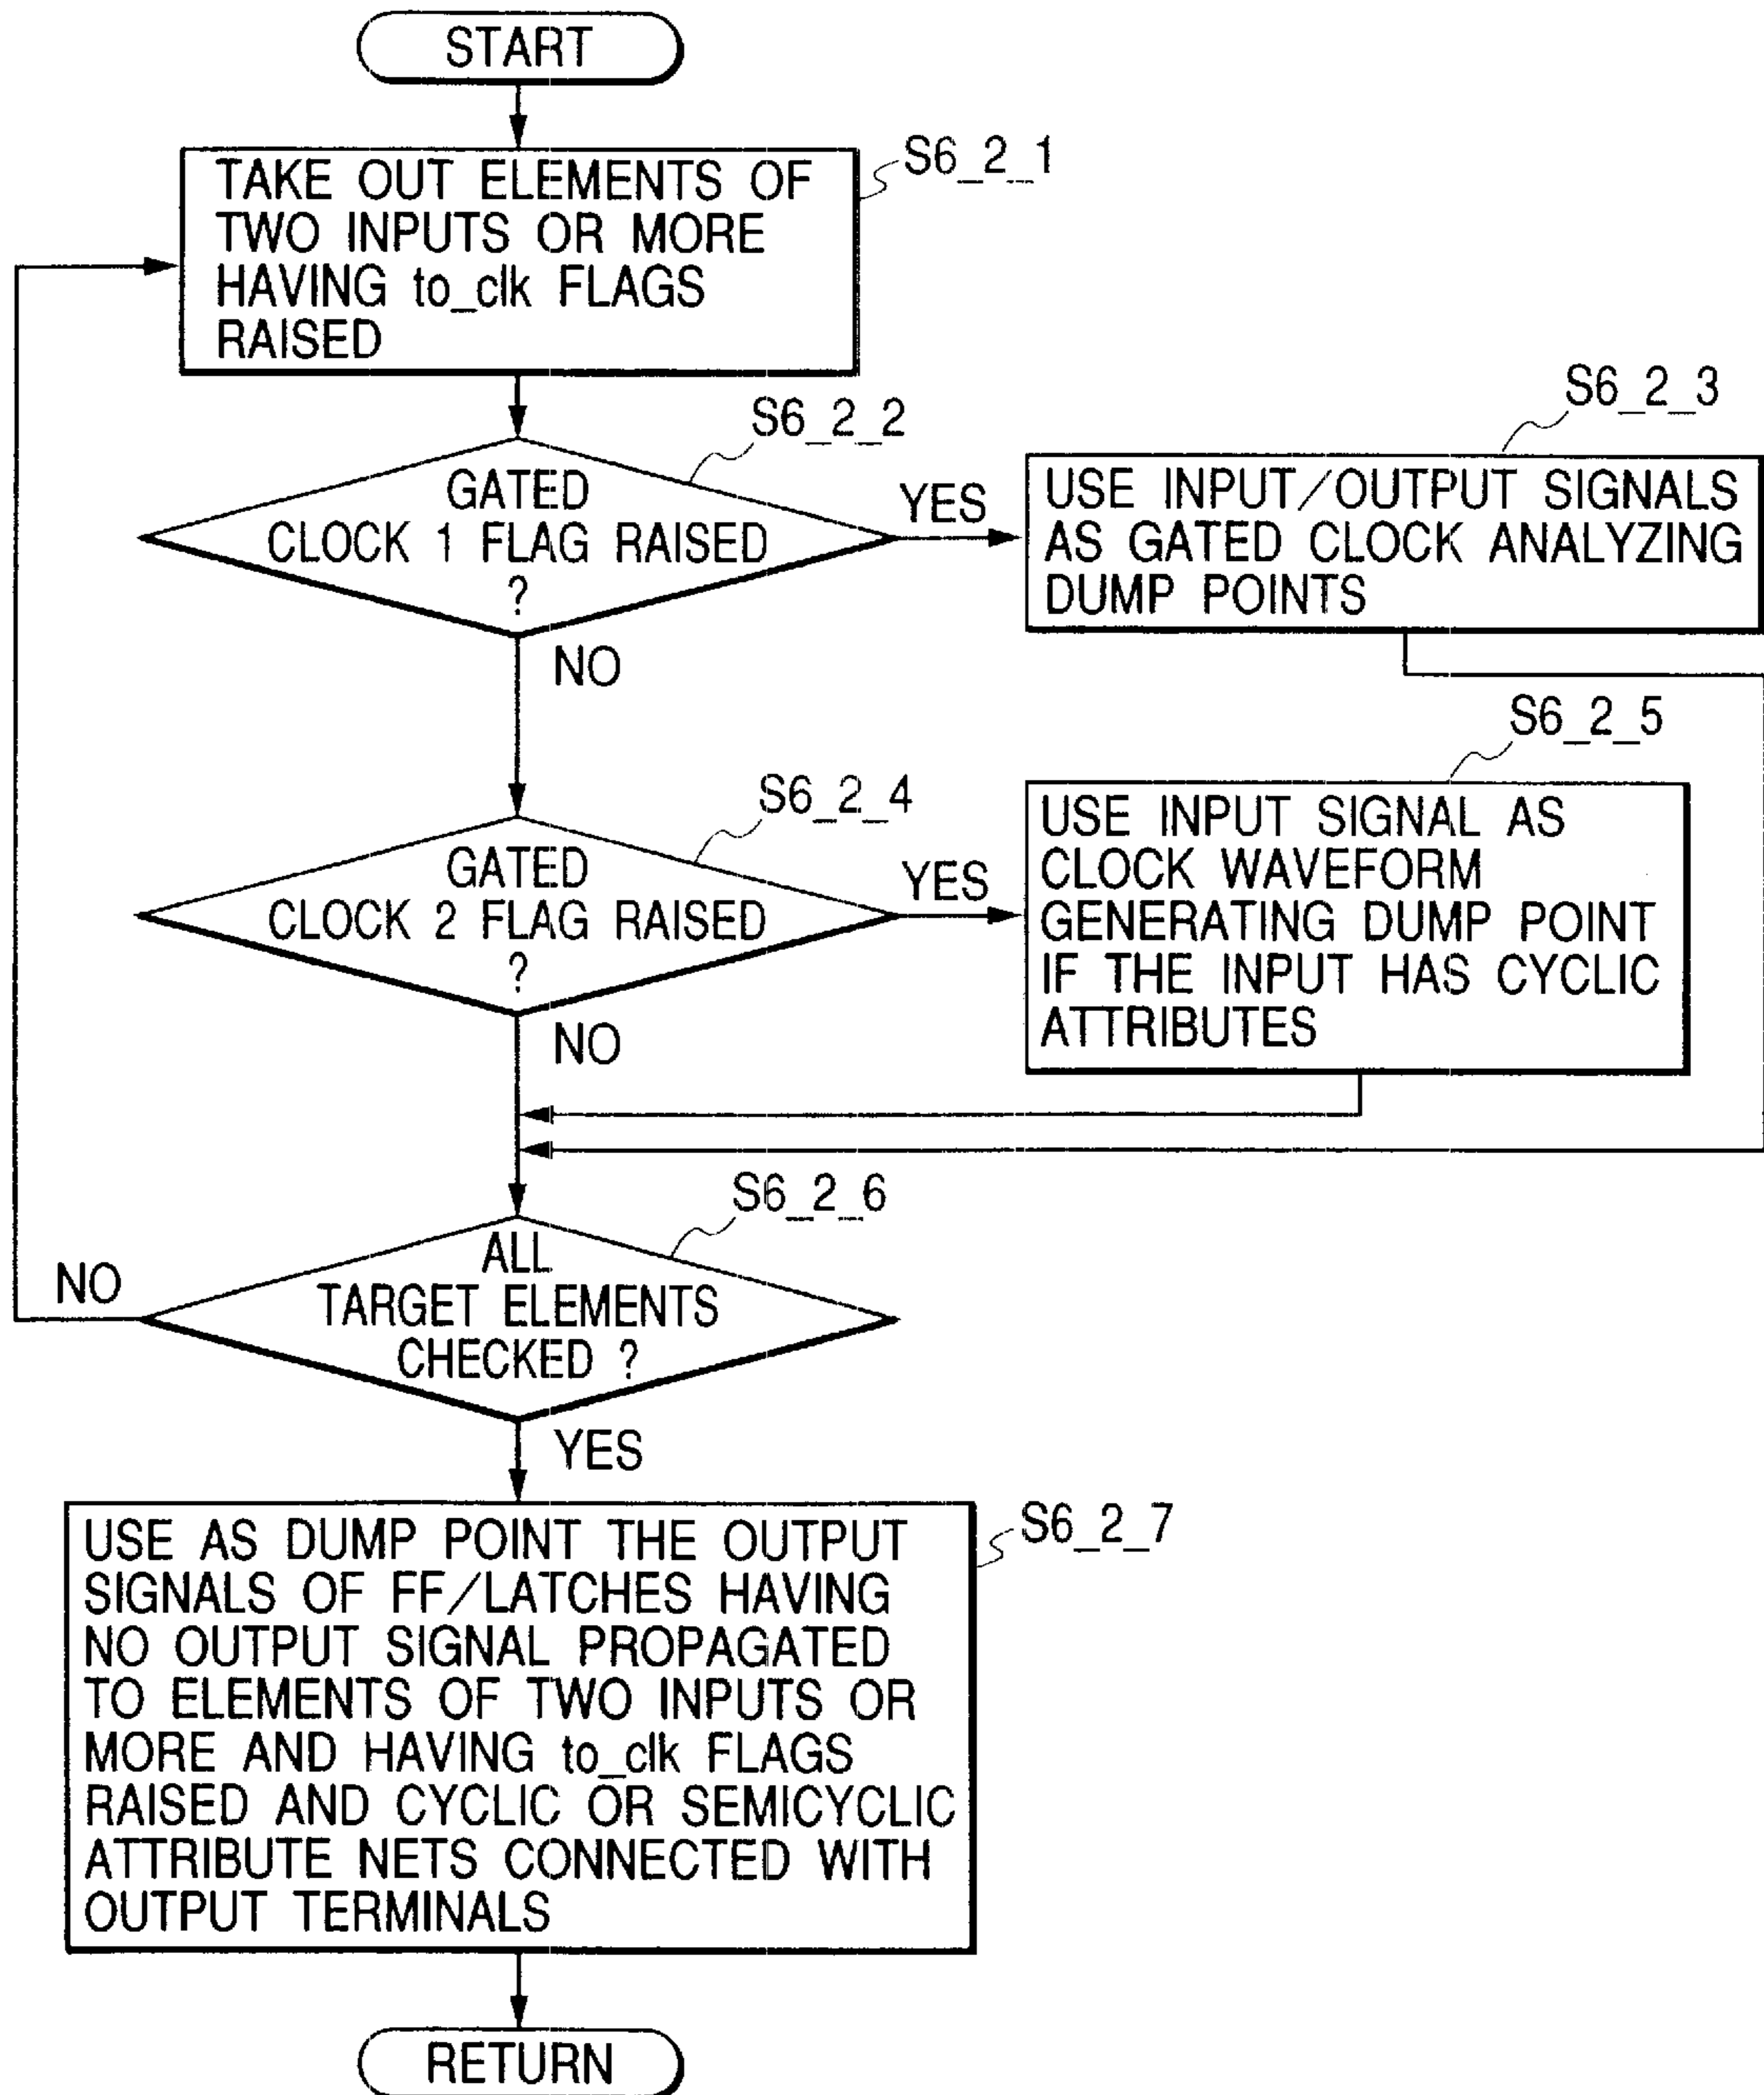 START
TAKE OUT ELEMENTS OF
TWO INPUTS OR MORE
HAVING to_clk FLAGS
RAISED
S6_2_1
S6_2_2
GATED
CLOCK 1 FLAG RAISED
?
YES
NO
S6_2_3
USE INPUT/OUTPUT SIGNALS
AS GATED CLOCK ANALYZING
DUMP POINTS
S6_2_4
GATED
CLOCK 2 FLAG RAISED
?
YES
NO
S6_2_5
USE INPUT SIGNAL AS
CLOCK WAVEFORM
GENERATING DUMP POINT
IF THE INPUT HAS CYCLIC
ATTRIBUTES
S6_2_6
ALL
TARGET ELEMENTS
CHECKED ?
NO
YES
S6_2_7
USE AS DUMP POINT THE OUTPUT
SIGNALS OF FF/LATCHES HAVING
NO OUTPUT SIGNAL PROPAGATED
TO ELEMENTS OF TWO INPUTS OR
MORE AND HAVING to_clk FLAGS
RAISED AND CYCLIC OR SEMICYCLIC
ATTRIBUTE NETS CONNECTED WITH
OUTPUT TERMINALS
RETURN